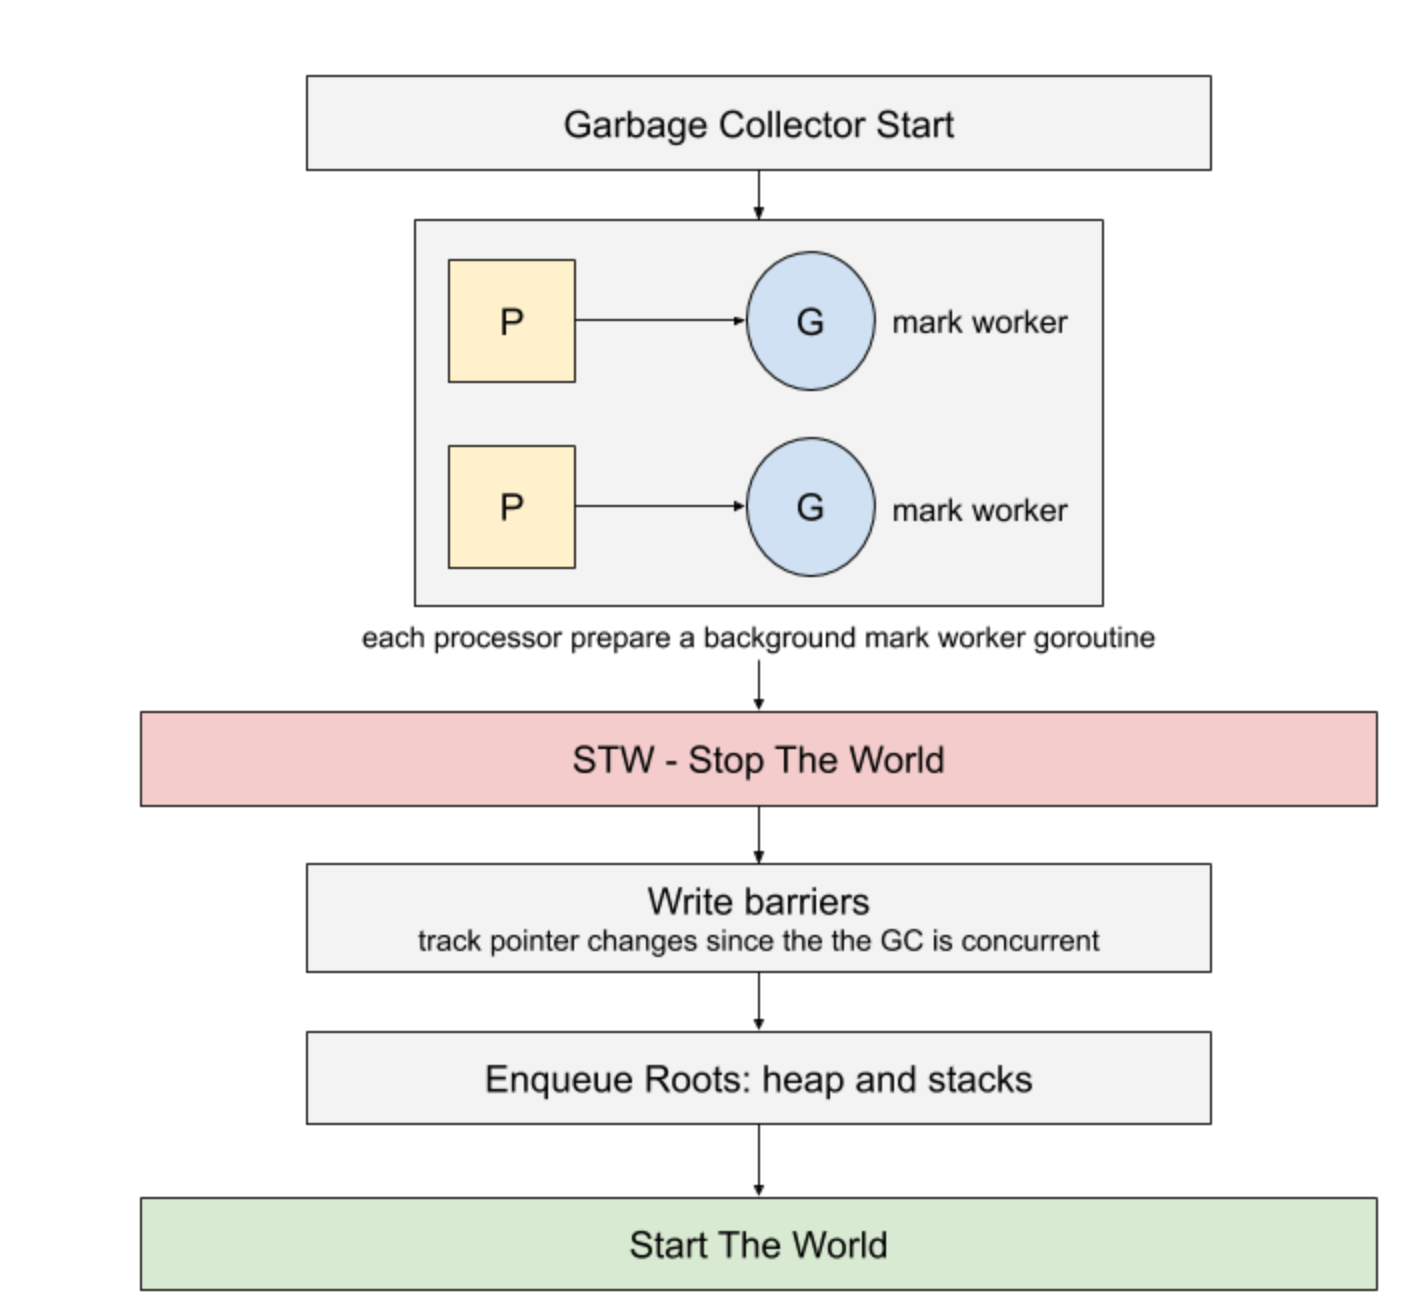 Garbage Collector Start
P
G
mark worker
P
G
mark worker
each processor prepare a background mark worker goroutine
STW - Stop The World
Write barriers
track pointer changes since the the GC is concurrent
Enqueue Roots: heap and stacks
Start The World